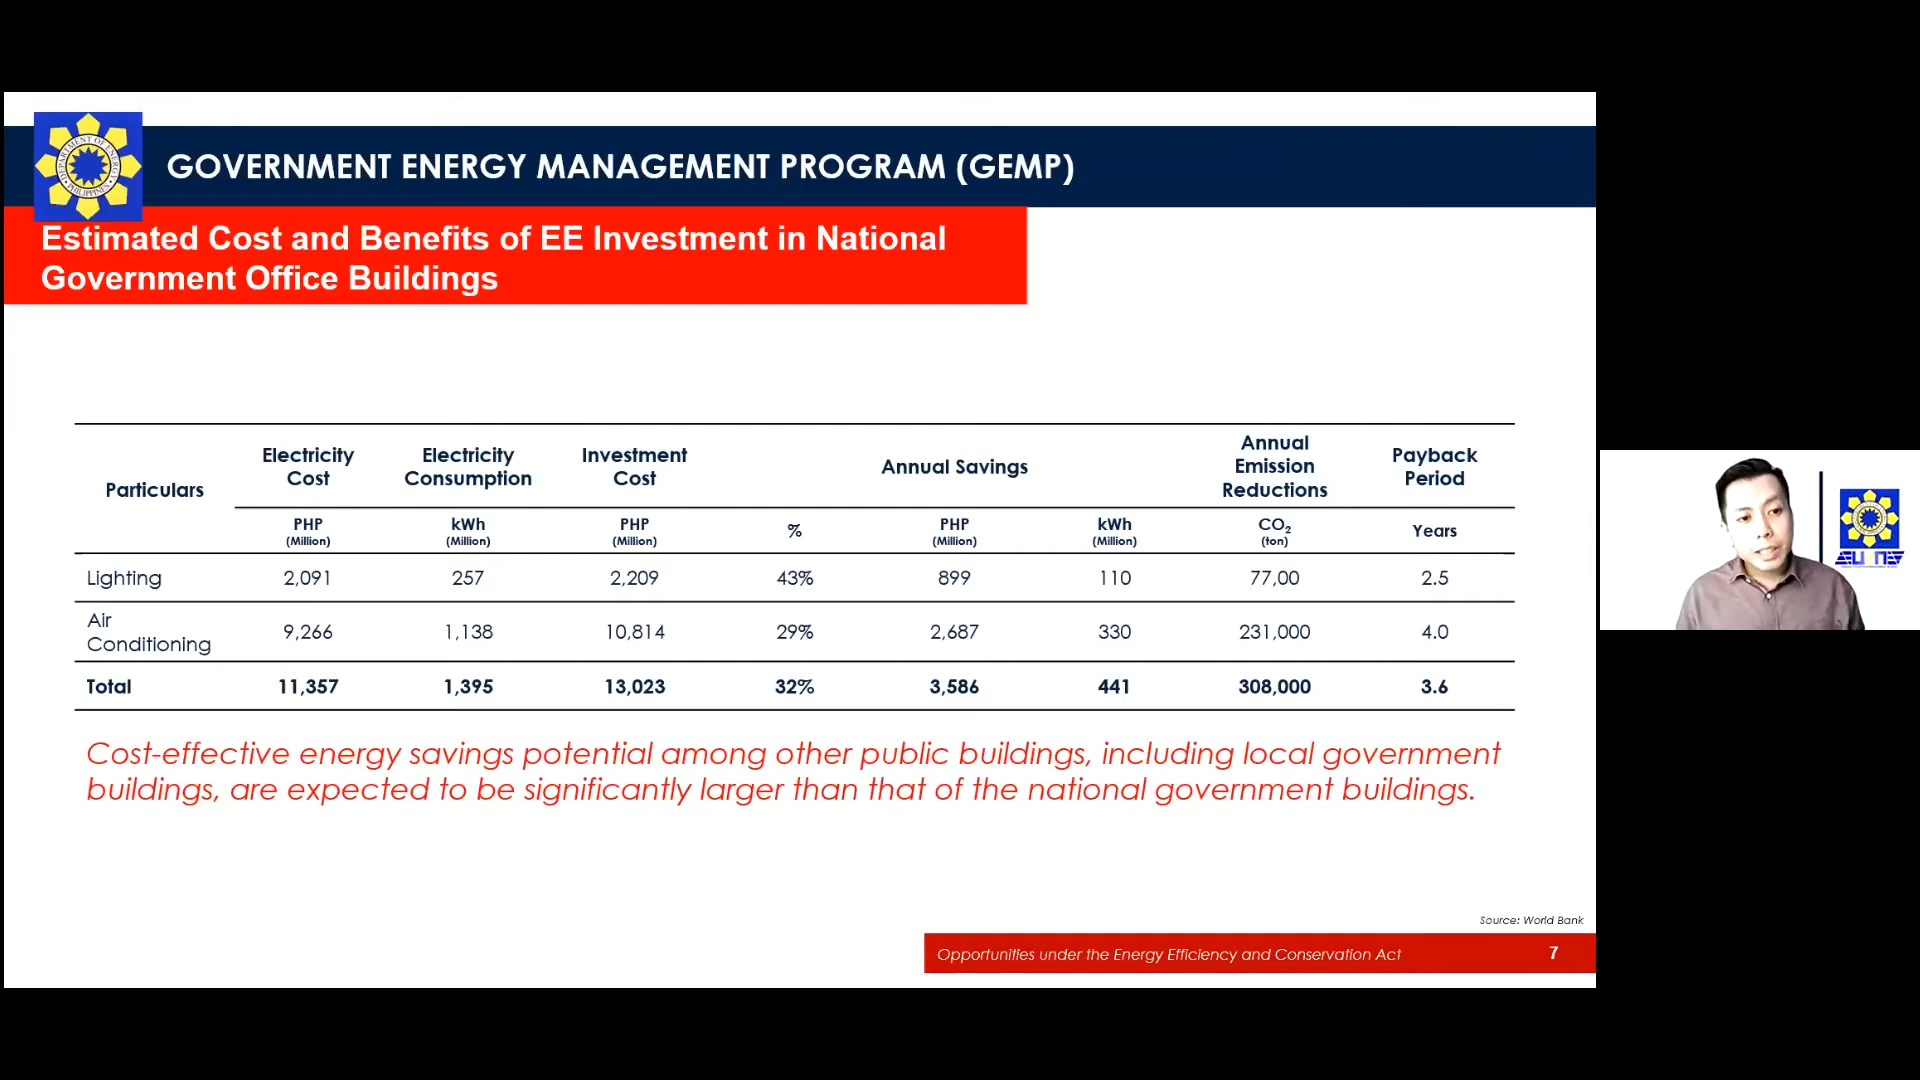 GOVERNMENT ENERGY MANAGEMENT PROGRAM (GEMP)
DEPARTMENT OF ENERGY
PHILIPPINES
Estimated Cost and Benefits of EE Investment in National
Government Office Buildings
Particulars
Electricity
Cost
Electricity
Consumption
Investment
Cost
Annual Savings
Annual
Emission
Reductions
Payback
Period
PHP
(Million)
kWh
(Million)
PHP
(Million)
%
PHP
(Million)
kWh
(Million)
CO₂
(ton)
Years
Lighting 2,091 257 2,209 43% 899 110 77,00 2.5
Air
Conditioning 9,266 1,138 10,814 29% 2,687 330 231,000 4.0
Total 11,357 1,395 13,023 32% 3,586 441 308,000 3.6
Cost-effective energy savings potential among other public buildings, including local government
buildings, are expected to be significantly larger than that of the national government buildings.
Source: World Bank
Opportunities under the Energy Efficiency and Conservation Act 7